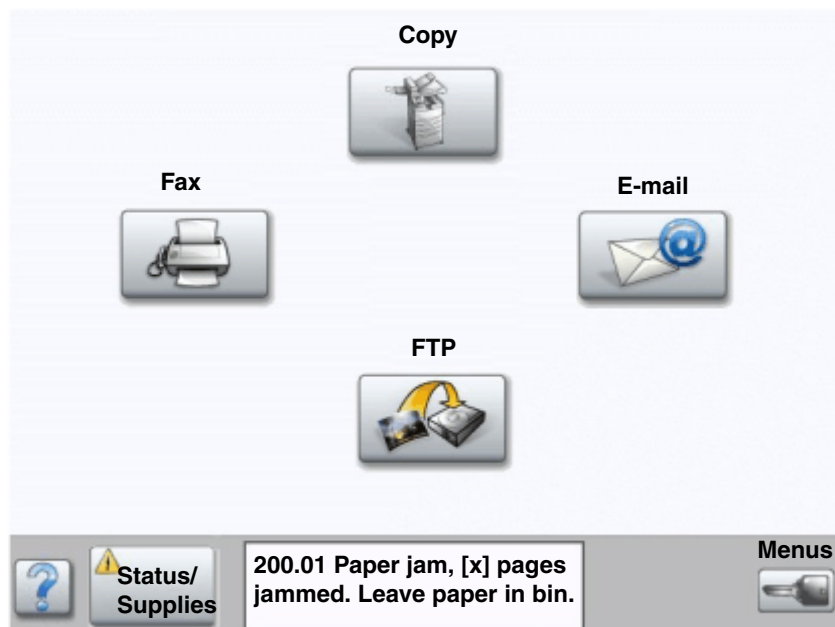 Copy
Fax
E-mail
FTP
Status/
Supplies
200.01 Paper jam, [x] pages
jammed. Leave paper in bin.
Menus